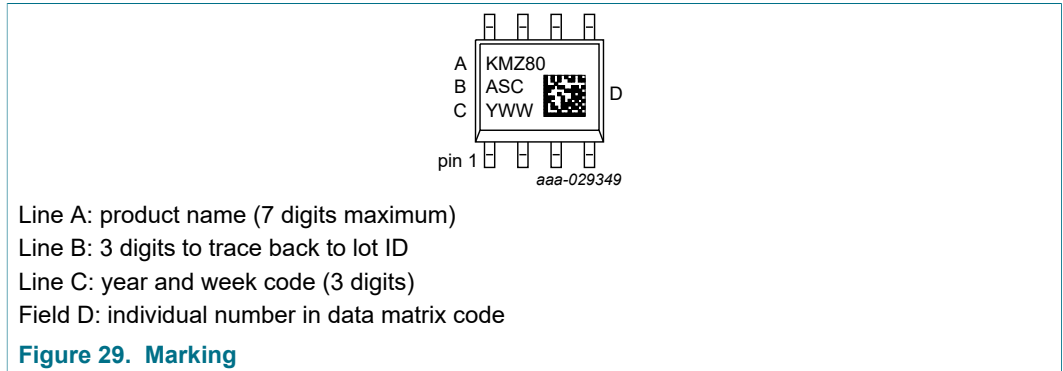 A KMZ80
B ASC D
C YWW
pin 1
aaa-029349
Line A: product name (7 digits maximum)
Line B: 3 digits to trace back to lot ID
Line C: year and week code (3 digits)
Field D: individual number in data matrix code
Figure 29. Marking